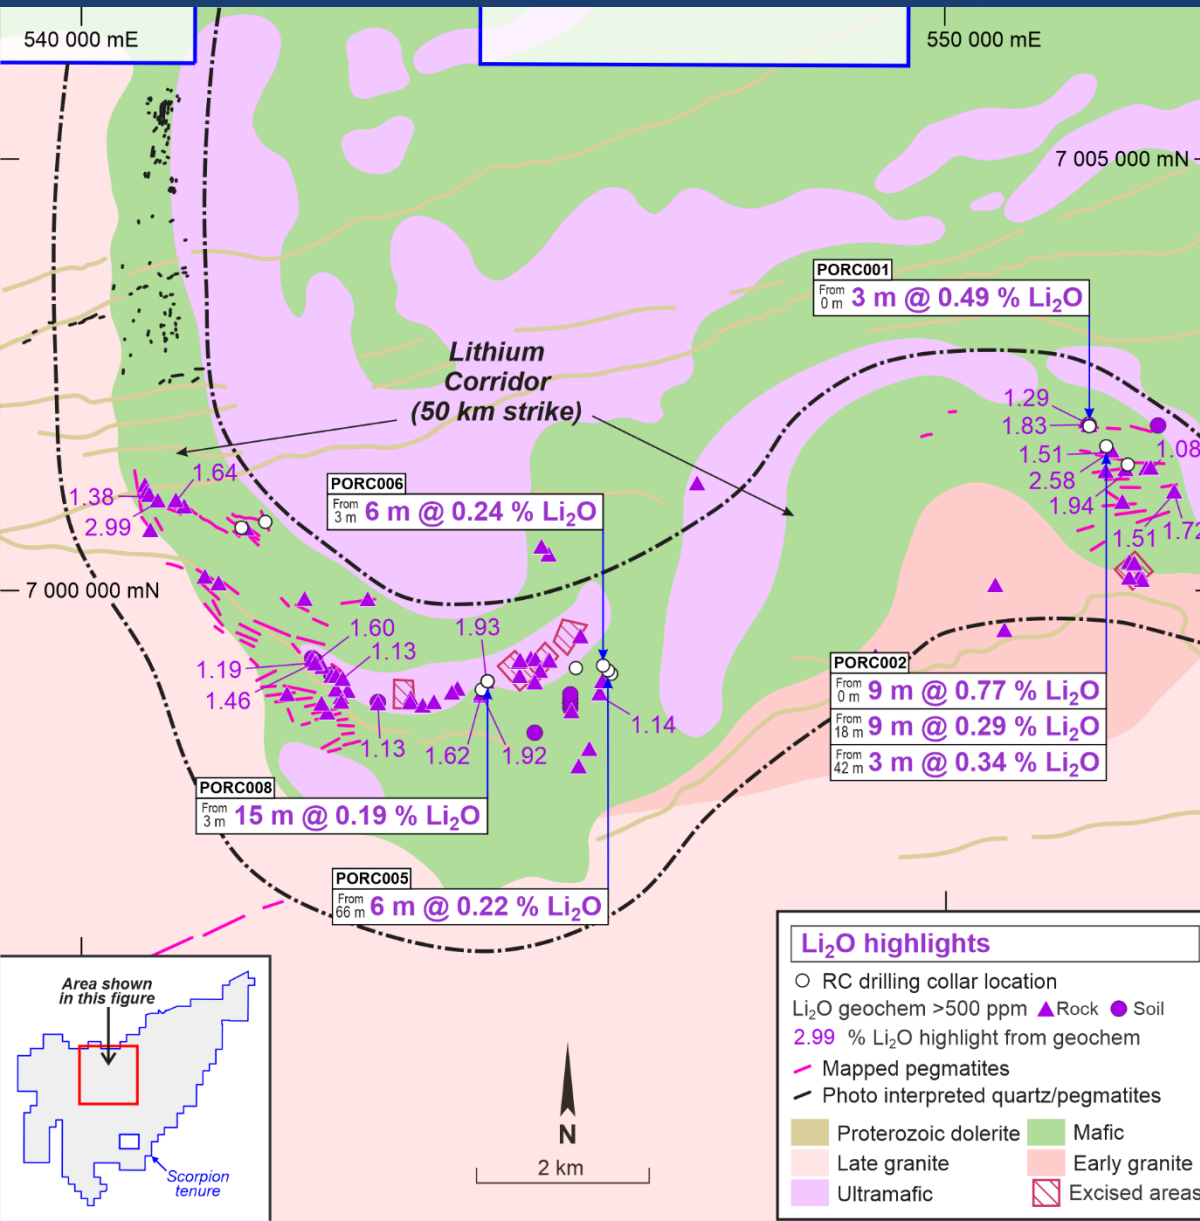 540 000 mE
550 000 mE
7 005 000 mN
PORC001
From 0 m 3 m @ 0.49 % Li₂O
Lithium
Corridor
(50 km strike)
1.29
1.83
1.51
1.08
2.58
1.94
1.51
1.72
1.64
1.38
2.99
PORC006
From 3 m 6 m @ 0.24 % Li₂O
7 000 000 mN
1.60
1.93
1.13
1.19
1.46
PORC002
From 0 m 9 m @ 0.77 % Li₂O
From 18 m 9 m @ 0.29 % Li₂O
From 42 m 3 m @ 0.34 % Li₂O
1.14
1.13
1.62
1.92
PORC008
From 3 m 15 m @ 0.19 % Li₂O
PORC005
From 66 m 6 m @ 0.22 % Li₂O
Area shown
in this figure
Scorpion
tenure
N
2 km
Li₂O highlights
RC drilling collar location
Li₂O geochem >500 ppm Rock Soil
2.99 % Li₂O highlight from geochem
Mapped pegmatites
Photo interpreted quartz/pegmatites
Proterozoic dolerite Mafic
Late granite Early granite
Ultramafic Excised areas